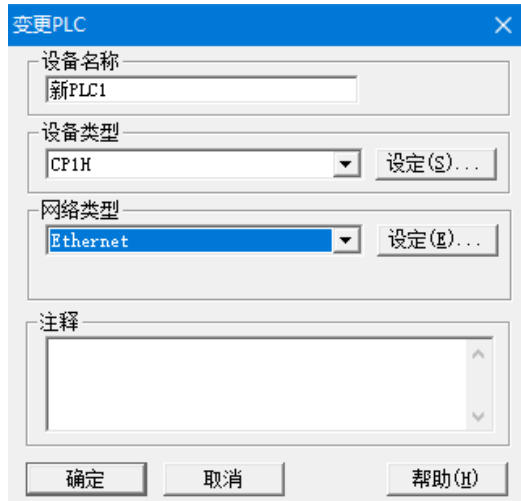 变更PLC
设备名称
新PLC1
设备类型
CP1H
设定(S)...
网络类型
Ethernet
设定(E)...
注释
确定
取消
帮助(H)